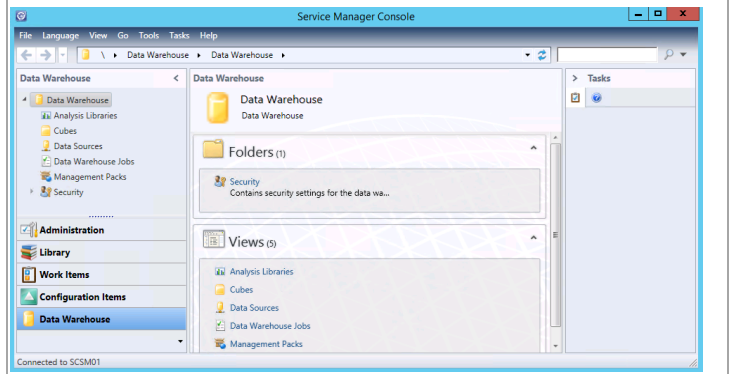 Service Manager Console
File Language View Go Tools Tasks Help
\ Data Warehouse Data Warehouse
Data Warehouse
Data Warehouse
Analysis Libraries
Cubes
Data Sources
Data Warehouse Jobs
Management Packs
Security
Administration
Library
Work Items
Configuration Items
Data Warehouse
Data Warehouse
Data Warehouse
Data Warehouse
Folders (1)
Security
Contains security settings for the data wa...
Views (5)
Analysis Libraries
Cubes
Data Sources
Data Warehouse Jobs
Management Packs
Tasks
Connected to SCSM01